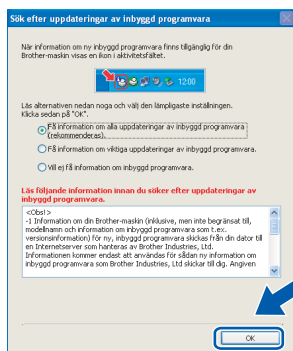 Sök efter uppdateringar av inbyggd programvara
När information om ny inbyggd programvara finns tillgänglig för din
Brother-maskin visas en ikon i aktivitetsfältet.
12:00
Läs alternativen nedan noga och välj den lämpligaste inställningen.
Klicka sedan på "OK".
Få information om alla uppdateringar av inbyggd programvara
(rekommenderas).
Få information om viktiga uppdateringar av inbyggd programvara.
Vill ej få information om inbyggd programvara.
Läs följande information innan du söker efter uppdateringar av
inbyggd programvara.
<Obs!>
-1 Information om din Brother-maskin (inklusive, men inte begränsat till,
modellnamn och information om inbyggd programvara som t.ex.
versionsinformation) för ny, inbyggd programvara skickas från din dator till
en Internetserver som hanteras av Brother Industries, Ltd.
Informationen kommer endast att användas för sådan ny information om
inbyggd programvara som Brother Industries, Ltd skickar till dig. Angiven
OK